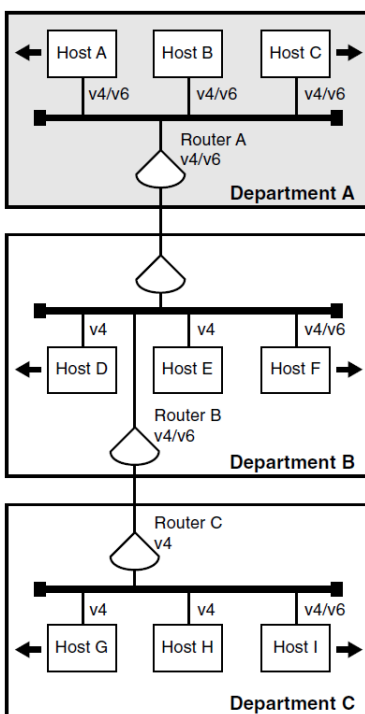 Host A Host B Host C
v4/v6 v4/v6 v4/v6
Router A
v4/v6
Department A
v4 v4 v4/v6
Host D Host E Host F
Router B
v4/v6
Department B
Router C
v4
v4 v4 v4/v6
Host G Host H Host I
Department C